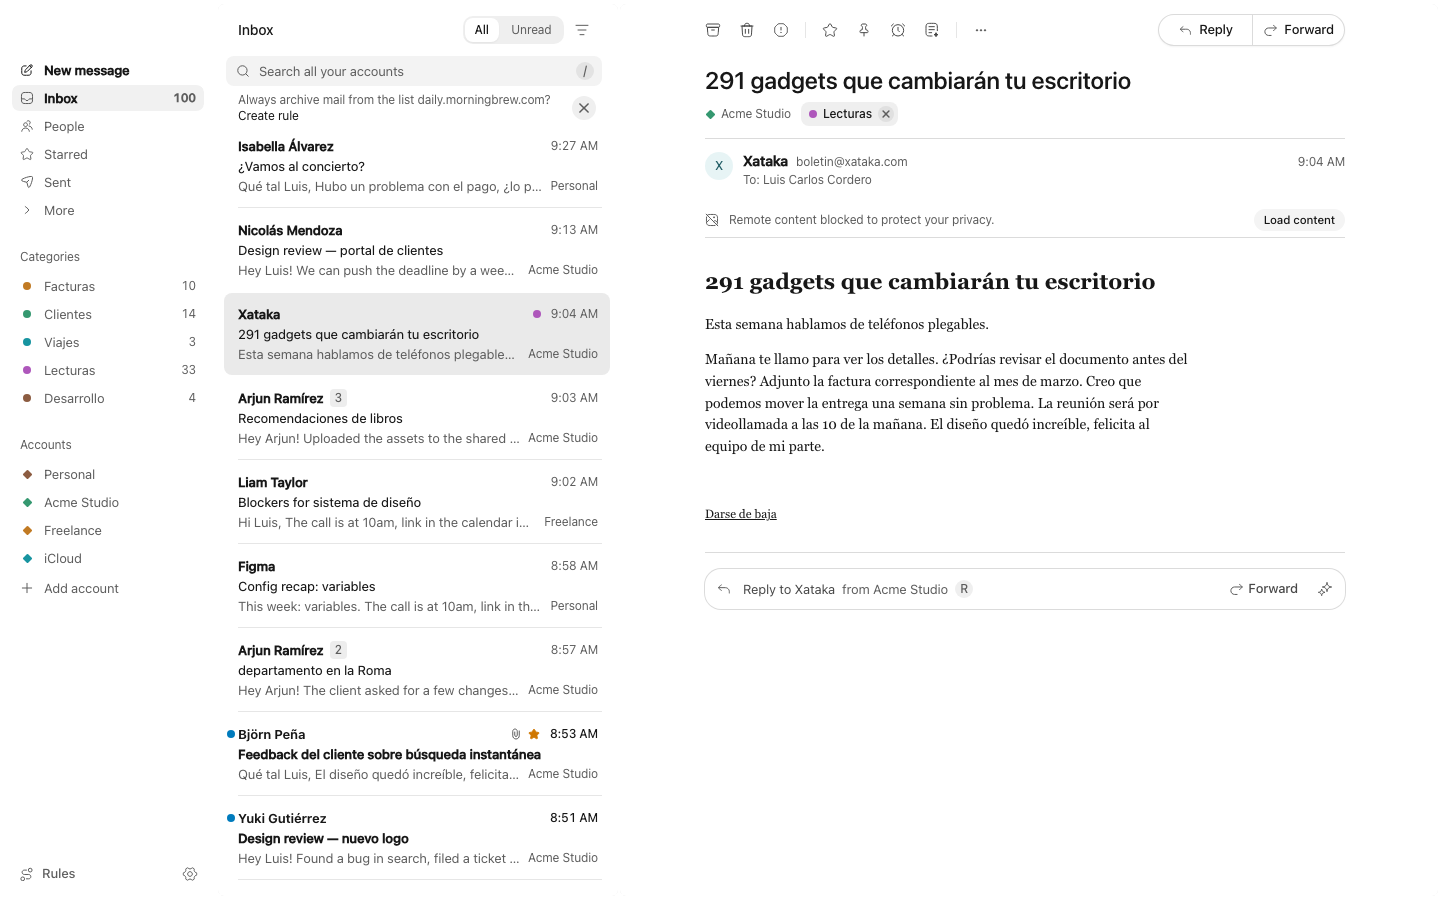 New message
Inbox 100
People
Starred
Sent
More
Categories
Facturas 10
Clientes 14
Viajes 3
Lecturas 33
Desarrollo 4
Accounts
Personal
Acme Studio
Freelance
iCloud
Add account
Rules
Inbox All Unread
Search all your accounts /
Always archive mail from the list daily.morningbrew.com?
Create rule
Isabella Álvarez 9:27 AM
¿Vamos al concierto?
Qué tal Luis, Hubo un problema con el pago, ¿lo p... Personal
Nicolás Mendoza 9:13 AM
Design review — portal de clientes
Hey Luis! We can push the deadline by a wee... Acme Studio
Xataka 9:04 AM
291 gadgets que cambiarán tu escritorio
Esta semana hablamos de teléfonos plegable... Acme Studio
Arjun Ramírez 3 9:03 AM
Recomendaciones de libros
Hey Arjun! Uploaded the assets to the shared ... Acme Studio
Liam Taylor 9:02 AM
Blockers for sistema de diseño
Hi Luis, The call is at 10am, link in the calendar i... Freelance
Figma 8:58 AM
Config recap: variables
This week: variables. The call is at 10am, link in th... Personal
Arjun Ramírez 2 8:57 AM
departamento en la Roma
Hey Arjun! The client asked for a few changes... Acme Studio
Björn Peña 8:53 AM
Feedback del cliente sobre búsqueda instantánea
Qué tal Luis, El diseño quedó increíble, felicita... Acme Studio
Yuki Gutiérrez 8:51 AM
Design review — nuevo logo
Hey Luis! Found a bug in search, filed a ticket ... Acme Studio
Reply Forward
291 gadgets que cambiarán tu escritorio
Acme Studio Lecturas
X Xataka boletin@xataka.com 9:04 AM
To: Luis Carlos Cordero
Remote content blocked to protect your privacy. Load content
291 gadgets que cambiarán tu escritorio
Esta semana hablamos de teléfonos plegables.
Mañana te llamo para ver los detalles. ¿Podrías revisar el documento antes del
viernes? Adjunto la factura correspondiente al mes de marzo. Creo que
podemos mover la entrega una semana sin problema. La reunión será por
videollamada a las 10 de la mañana. El diseño quedó increíble, felicita al
equipo de mi parte.
Darse de baja
Reply to Xataka from Acme Studio R Forward